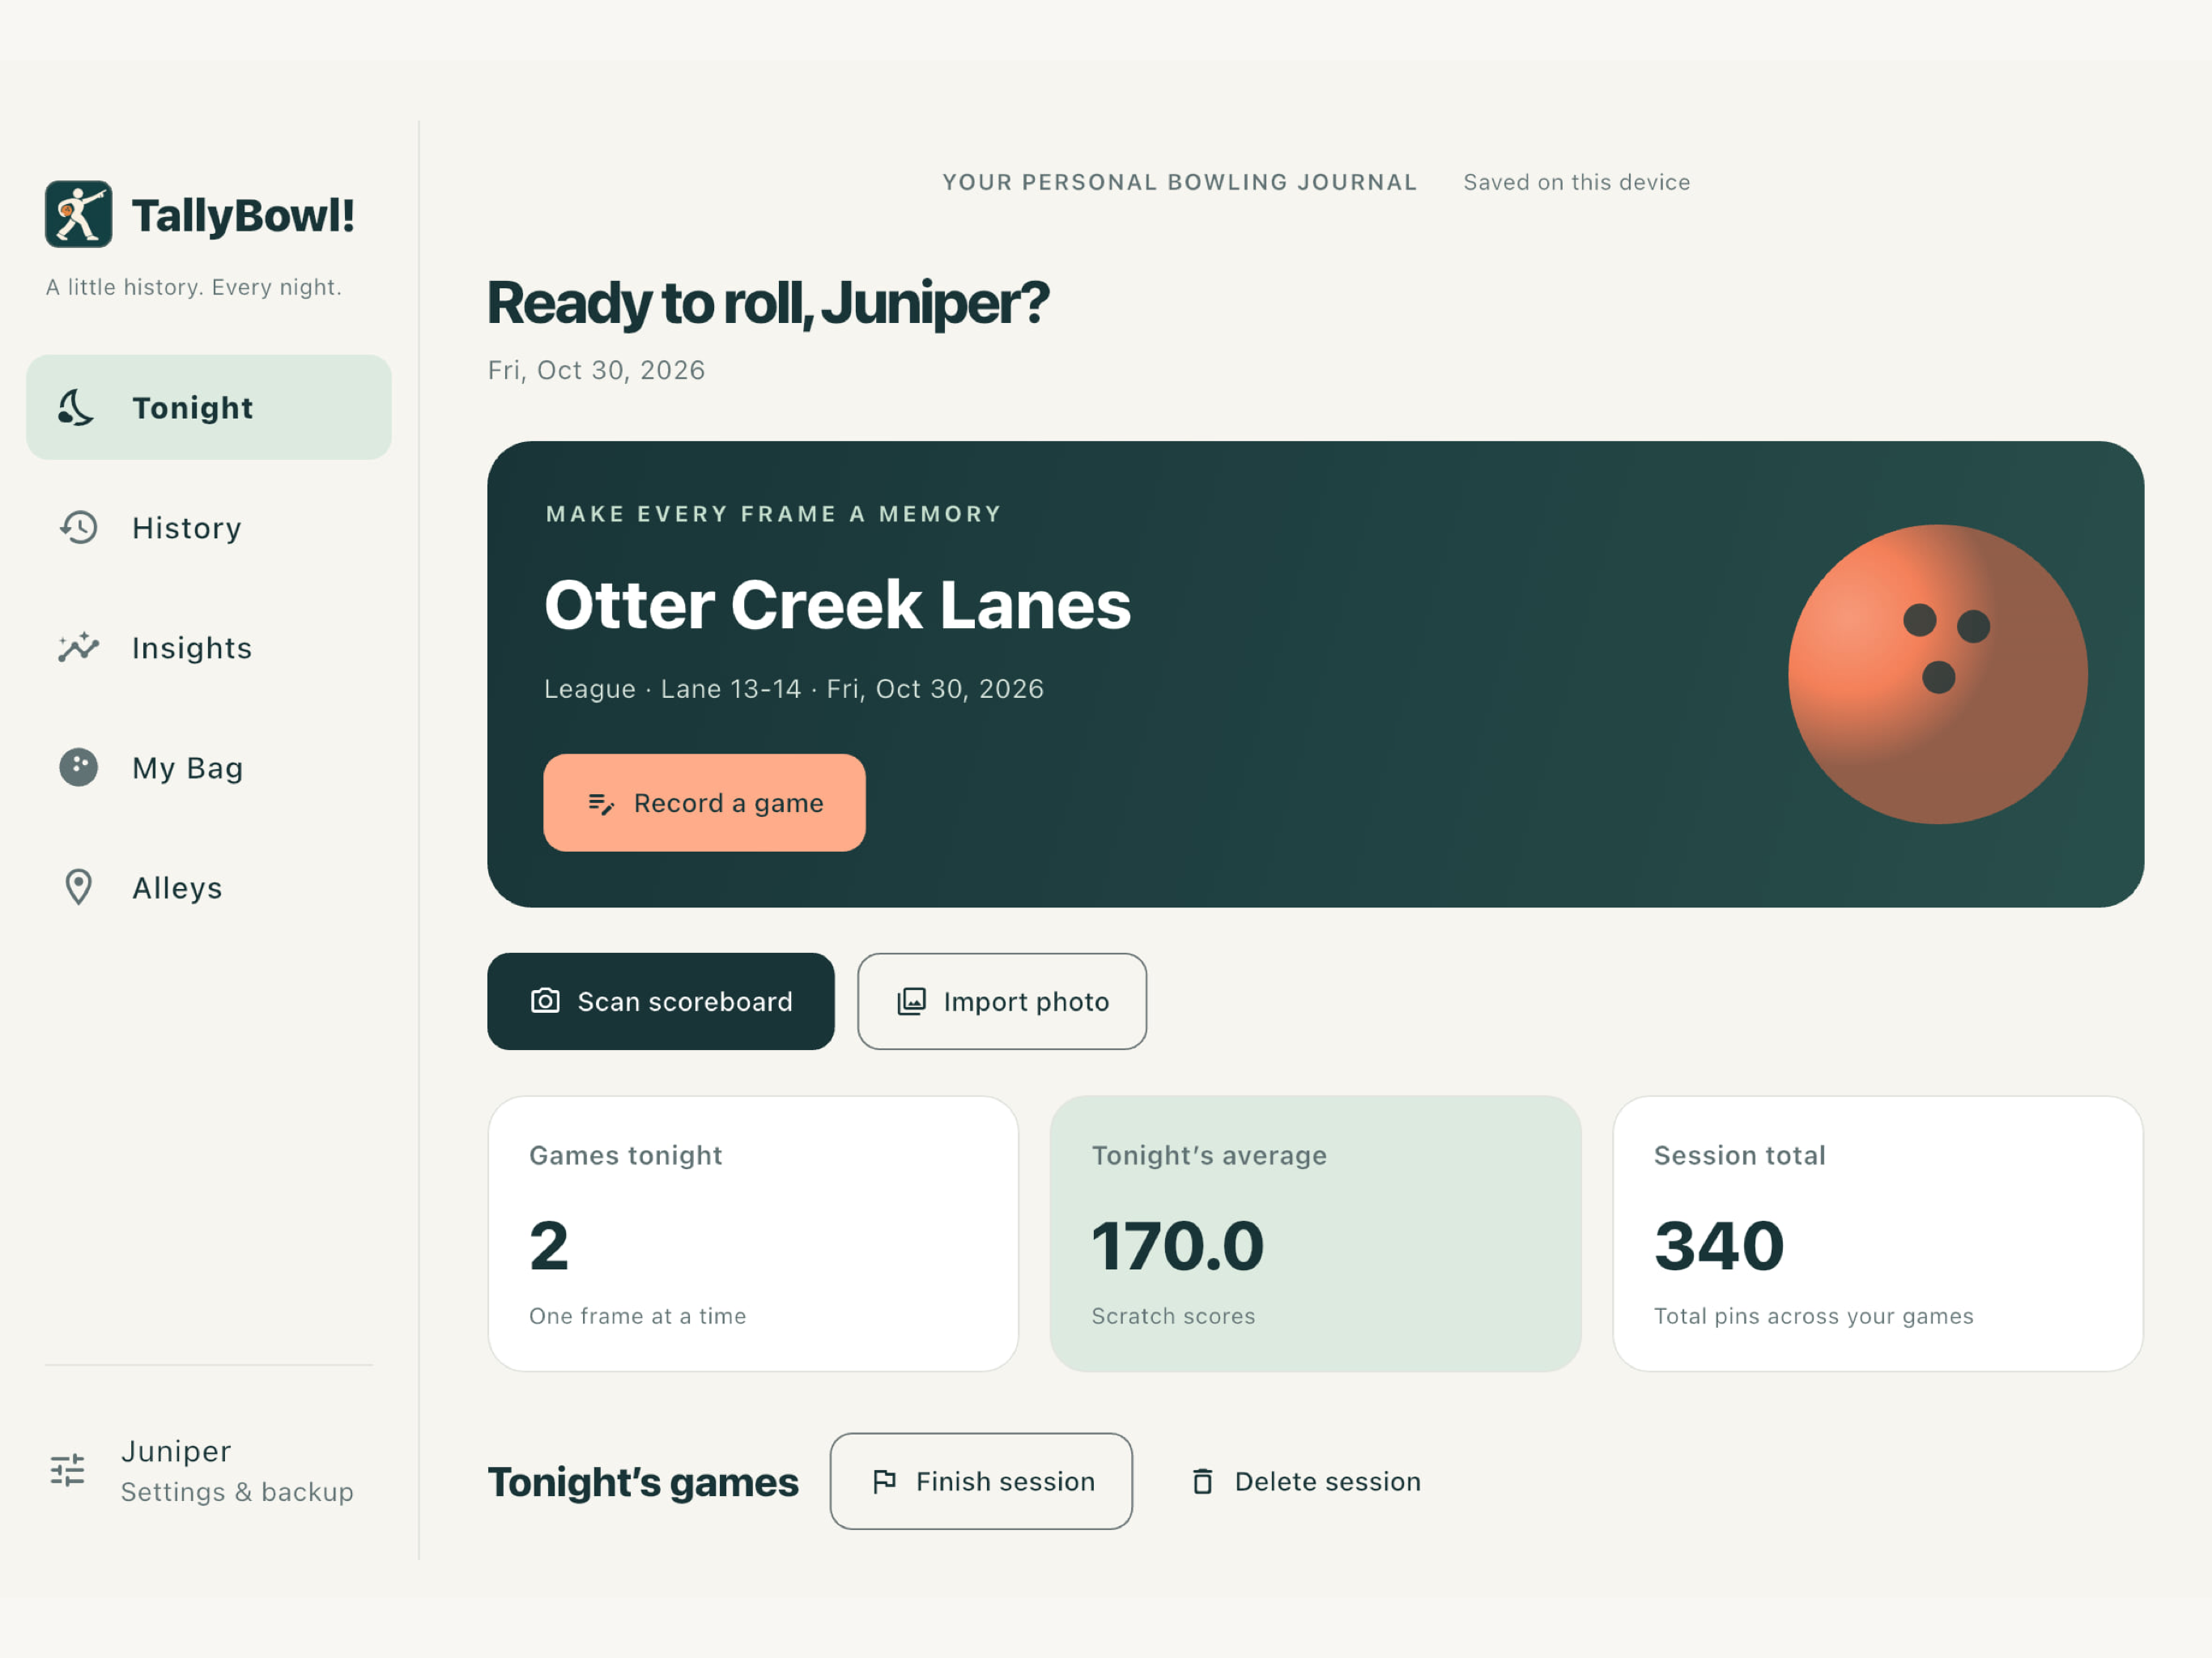 TallyBowl!
A little history. Every night.
Tonight
History
Insights
My Bag
Alleys
Juniper
Settings & backup
YOUR PERSONAL BOWLING JOURNAL
Saved on this device
Ready to roll, Juniper?
Fri, Oct 30, 2026
MAKE EVERY FRAME A MEMORY
Otter Creek Lanes
League · Lane 13-14 · Fri, Oct 30, 2026
Record a game
Scan scoreboard
Import photo
Games tonight
2
One frame at a time
Tonight’s average
170.0
Scratch scores
Session total
340
Total pins across your games
Tonight’s games
Finish session
Delete session